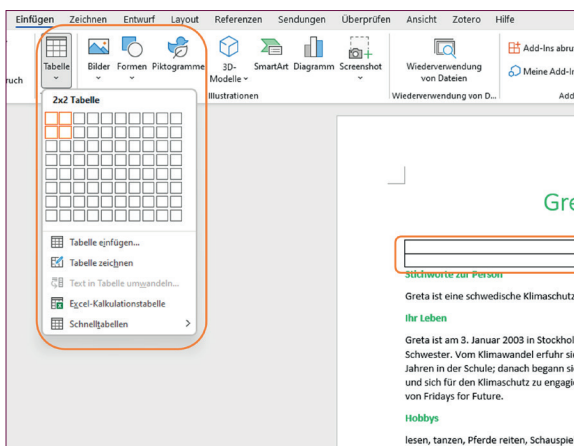 Einfügen Zeichnen Entwurf Layout Referenzen Sendungen Überprüfen Ansicht Zotero Hilfe
Tabelle
Bilder Formen Piktogramme
3D-
Modelle
SmartArt Diagramm Screenshot
Wiederverwendung
von Dateien
Add-Ins abru
Meine Add-I
ruch
Illustrationen
Wiederverwendung von D...
Add
2x2 Tabelle
Tabelle einfügen...
Tabelle zeichnen
Text in Tabelle umwandeln...
Excel-Kalkulationstabelle
Schnelltabellen
Gre
Stichworte zur Person
Greta ist eine schwedische Klimaschutz
Ihr Leben
Greta ist am 3. Januar 2003 in Stockhol
Schwester. Vom Klimawandel erfuhr sie
Jahren in der Schule; danach begann si
und sich für den Klimaschutz zu engagi
von Fridays for Future.
Hobbys
lesen, tanzen, Pferde reiten, Schauspie